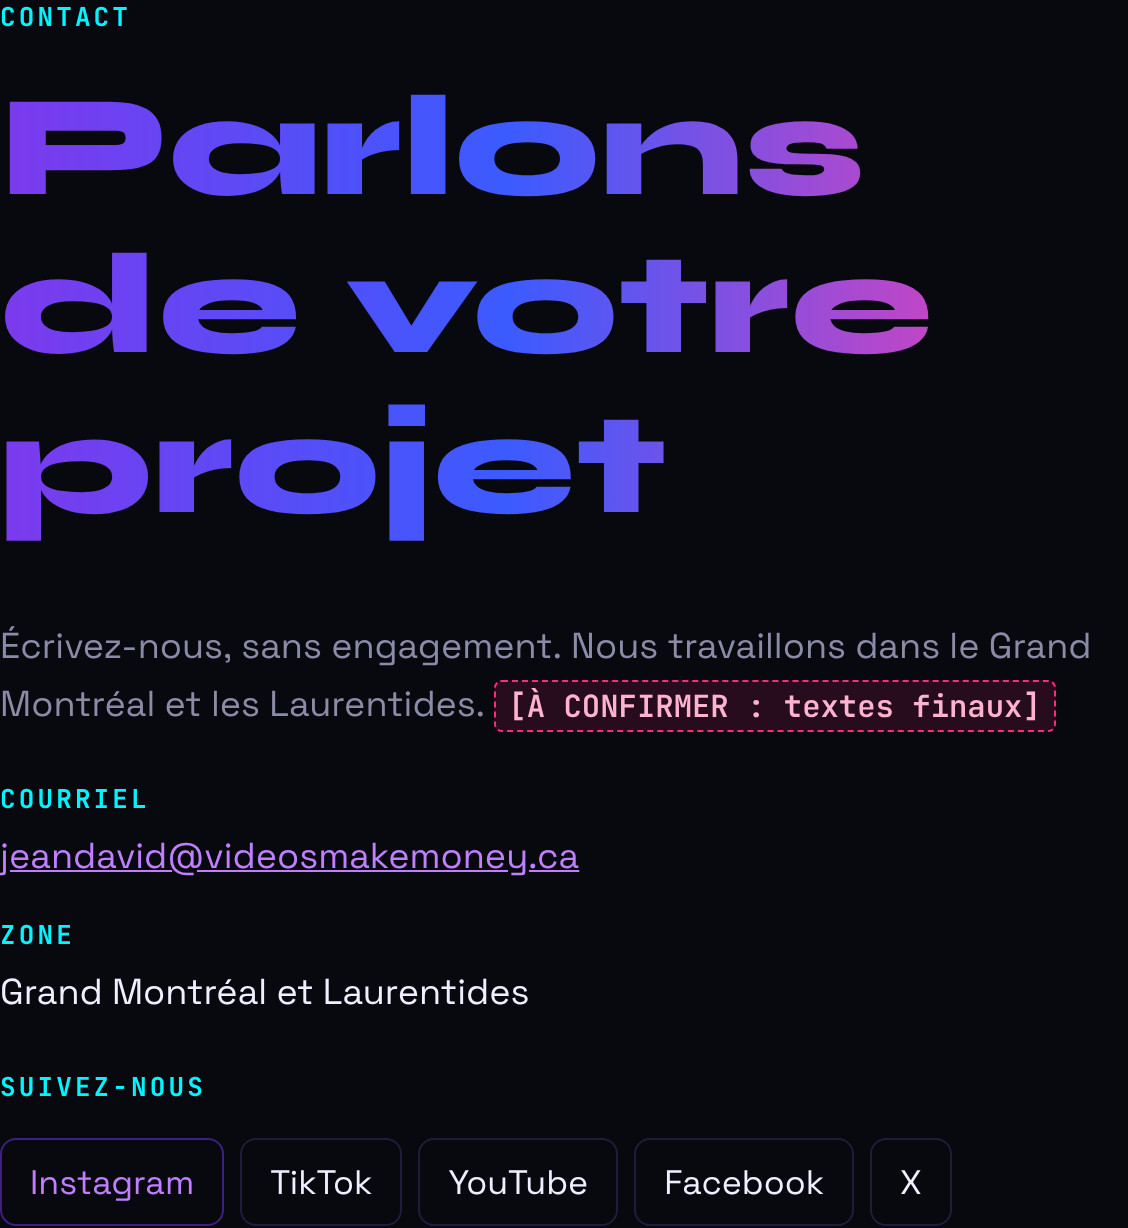 CONTACT
Parlons
de votre
projet
Écrivez-nous, sans engagement. Nous travaillons dans le Grand
Montréal et les Laurentides. [À CONFIRMER : textes finaux]
COURRIEL
jeandavid@videosmakemoney.ca
ZONE
Grand Montréal et Laurentides
SUIVEZ-NOUS
Instagram TikTok YouTube Facebook X